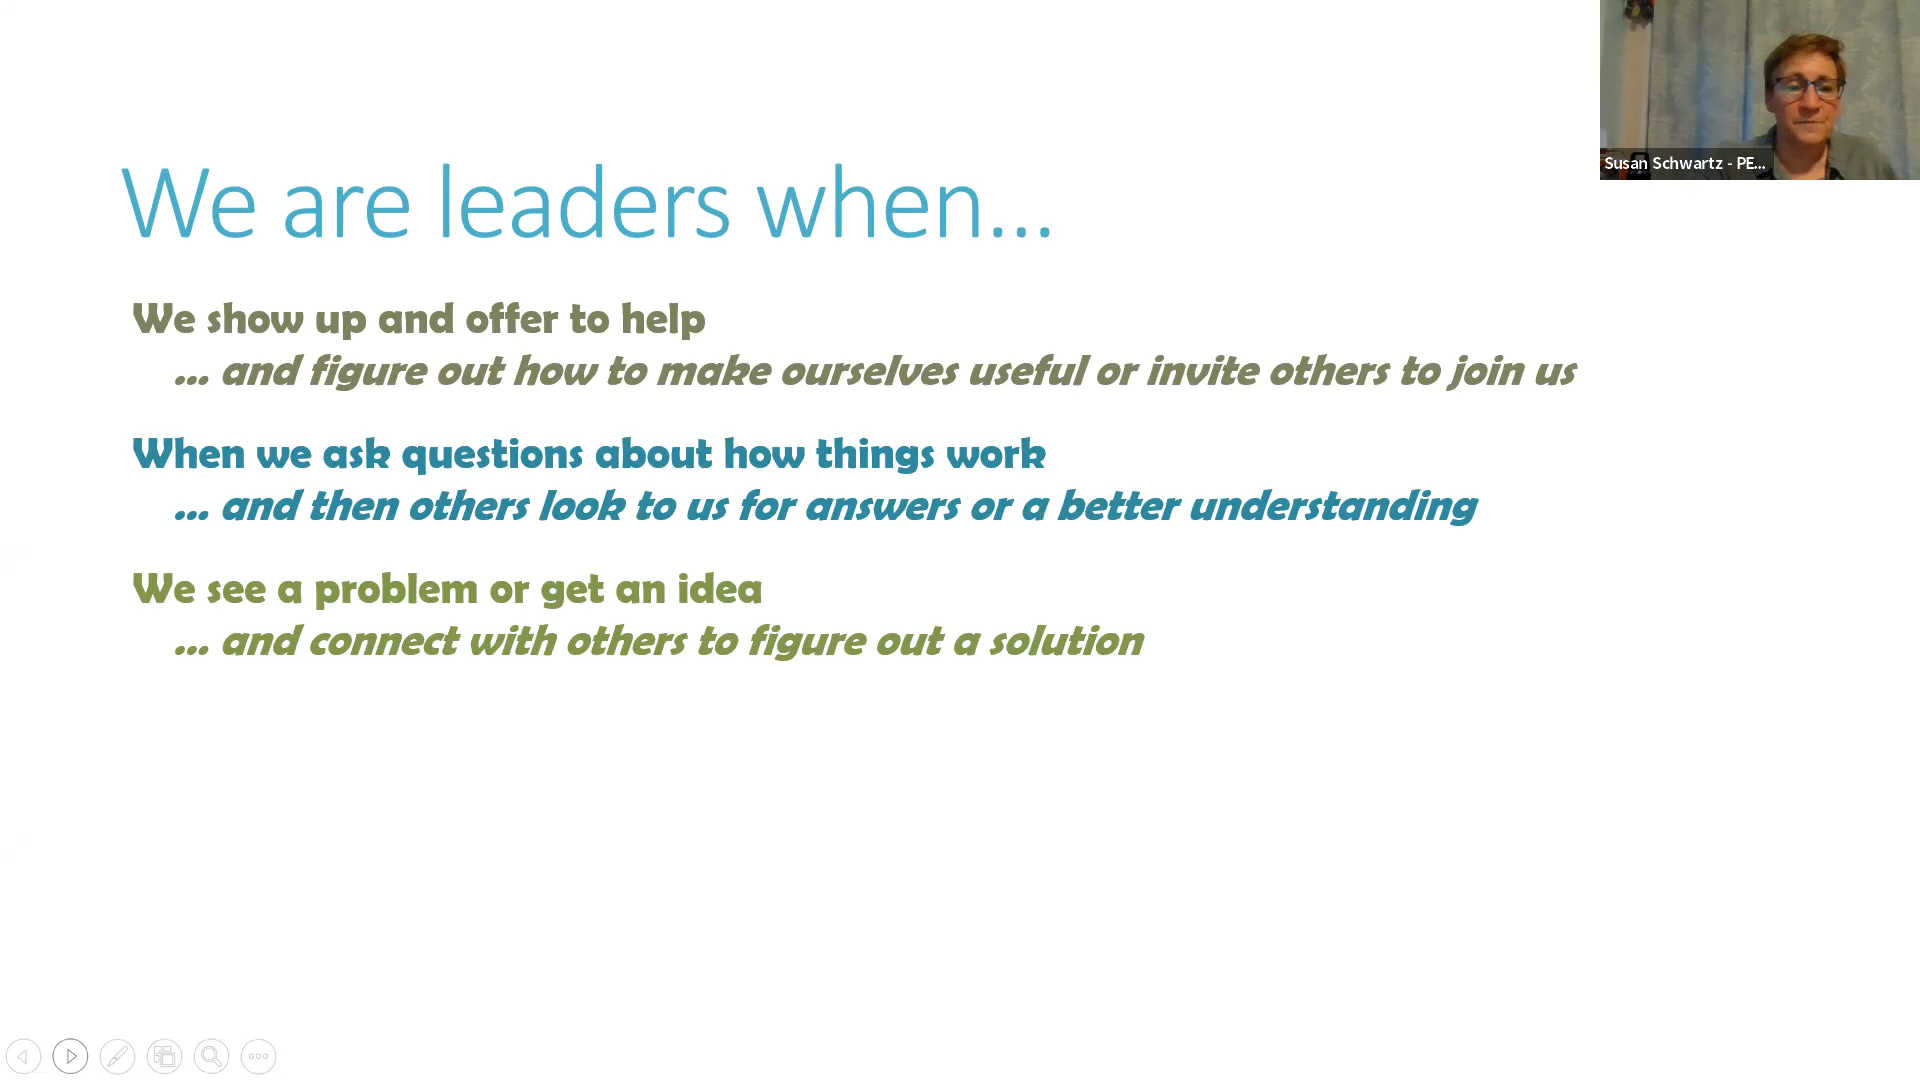 We are leaders when...
We show up and offer to help
... and figure out how to make ourselves useful or invite others to join us
When we ask questions about how things work
... and then others look to us for answers or a better understanding
We see a problem or get an idea
... and connect with others to figure out a solution
Susan Schwartz - PE...